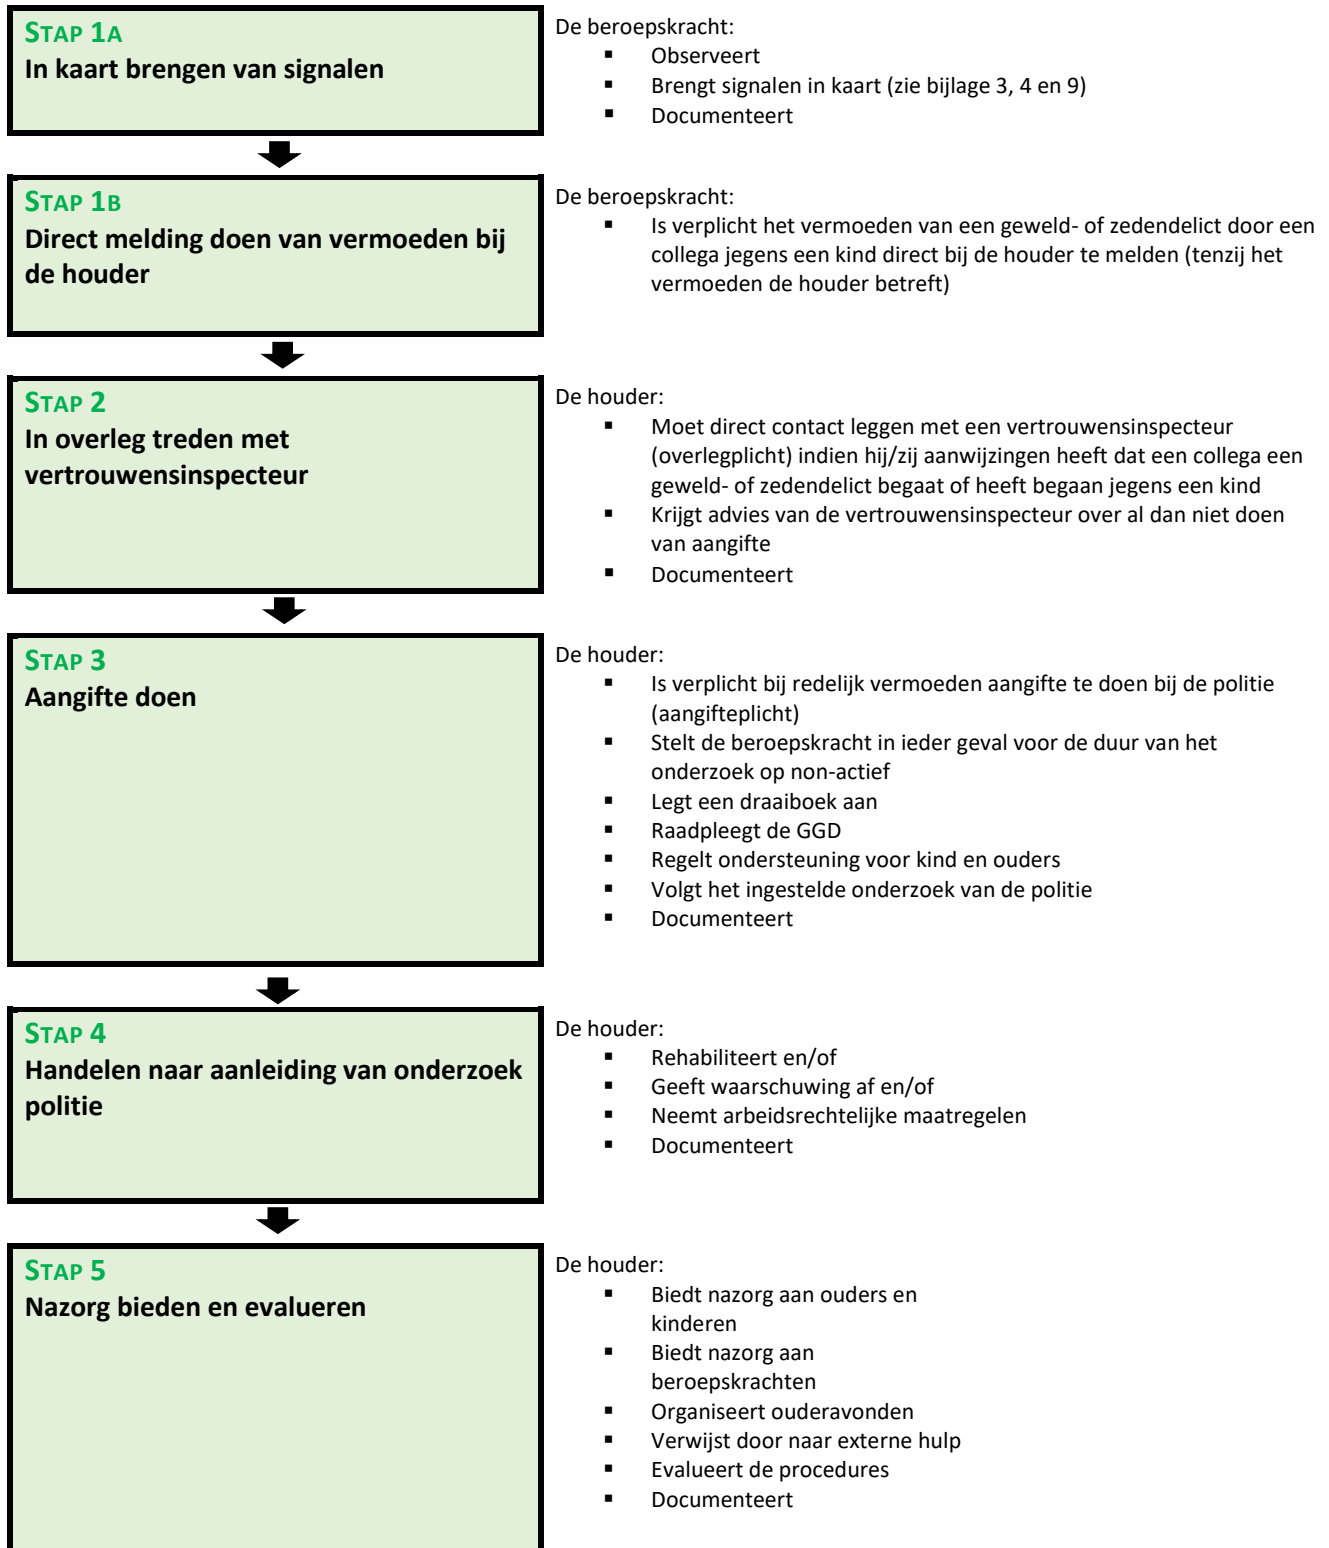 STAP 1A
In kaart brengen van signalen
De beroepskracht:
▪ Observeert
▪ Brengt signalen in kaart (zie bijlage 3, 4 en 9)
▪ Documenteert
STAP 1B
Direct melding doen van vermoeden bij
de houder
De beroepskracht:
▪ Is verplicht het vermoeden van een geweld- of zedendelict door een
collega jegens een kind direct bij de houder te melden (tenzij het
vermoeden de houder betreft)
STAP 2
In overleg treden met
vertrouwensinspecteur
De houder:
▪ Moet direct contact leggen met een vertrouwensinspecteur
(overlegplicht) indien hij/zij aanwijzingen heeft dat een collega een
geweld- of zedendelict begaat of heeft begaan jegens een kind
▪ Krijgt advies van de vertrouwensinspecteur over al dan niet doen
van aangifte
▪ Documenteert
STAP 3
Aangifte doen
De houder:
▪ Is verplicht bij redelijk vermoeden aangifte te doen bij de politie
(aangifteplicht)
▪ Stelt de beroepskracht in ieder geval voor de duur van het
onderzoek op non-actief
▪ Legt een draaiboek aan
▪ Raadpleegt de GGD
▪ Regelt ondersteuning voor kind en ouders
▪ Volgt het ingestelde onderzoek van de politie
▪ Documenteert
STAP 4
Handelen naar aanleiding van onderzoek
politie
De houder:
▪ Rehabiliteert en/of
▪ Geeft waarschuwing af en/of
▪ Neemt arbeidsrechtelijke maatregelen
▪ Documenteert
STAP 5
Nazorg bieden en evalueren
De houder:
▪ Biedt nazorg aan ouders en
kinderen
▪ Biedt nazorg aan
beroepskrachten
▪ Organiseert ouderavonden
▪ Verwijst door naar externe hulp
▪ Evalueert de procedures
▪ Documenteert